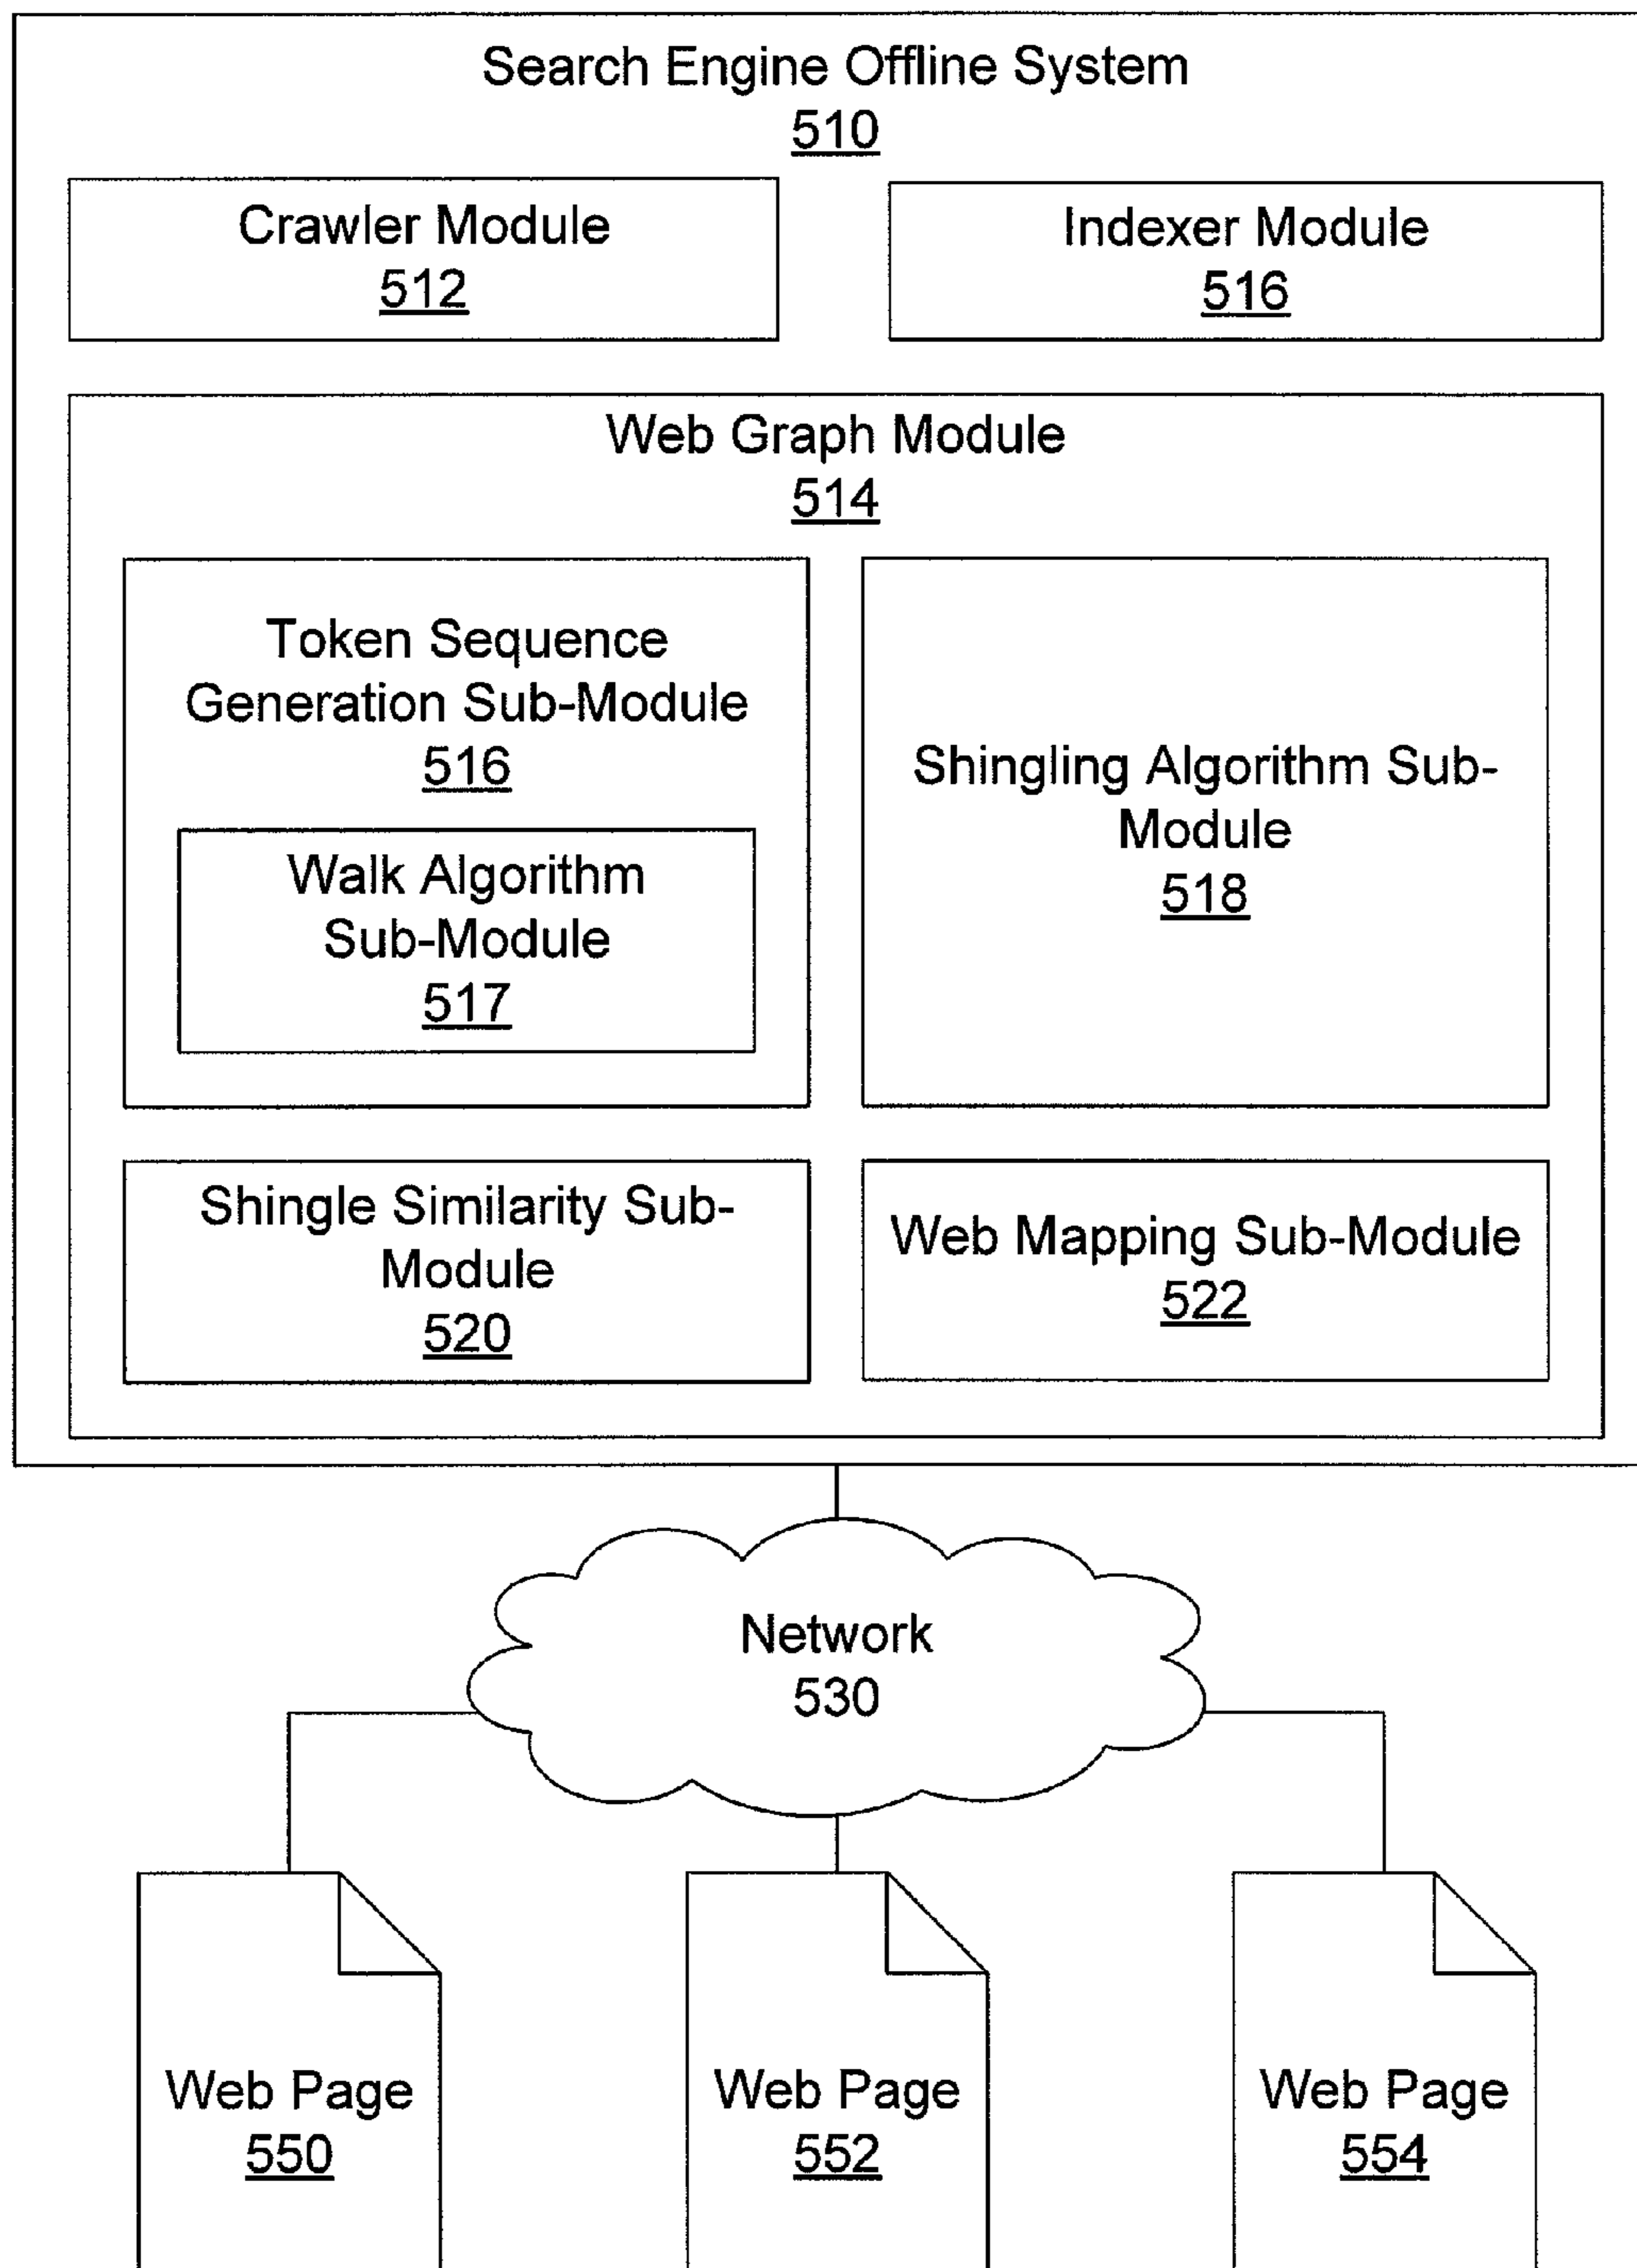 Search Engine Offline System
510
Crawler Module
512
Indexer Module
516
Web Graph Module
514
Token Sequence
Generation Sub-Module
516
Walk Algorithm
Sub-Module
517
Shingling Algorithm Sub-
Module
518
Shingle Similarity Sub-
Module
520
Web Mapping Sub-Module
522
Network
530
Web Page
550
Web Page
552
Web Page
554